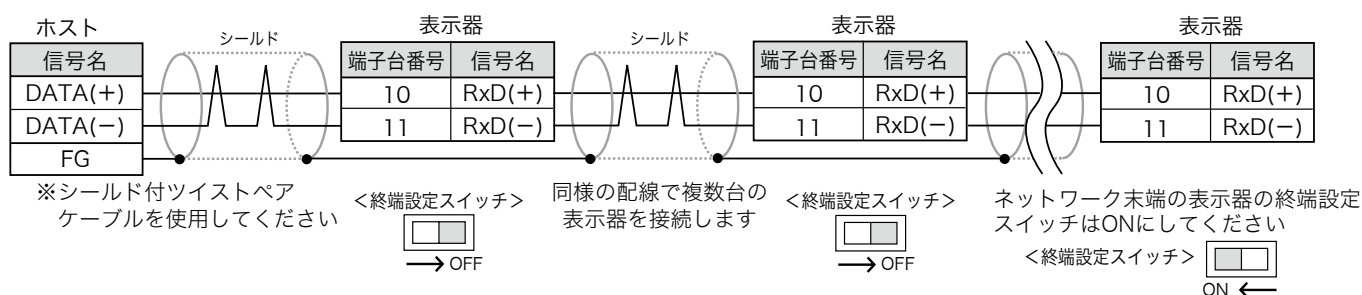 ホスト
信号名
DATA(+)
DATA(−)
FG
シールド
表示器
端子台番号 信号名
10 RxD(+)
11 RxD(−)
シールド
表示器
端子台番号 信号名
10 RxD(+)
11 RxD(−)
表示器
端子台番号 信号名
10 RxD(+)
11 RxD(−)
※シールド付ツイストペア
ケーブルを使用してください
<終端設定スイッチ>
OFF
同様の配線で複数台の
表示器を接続します
<終端設定スイッチ>
OFF
ネットワーク末端の表示器の終端設定
スイッチはONにしてください
<終端設定スイッチ>
ON